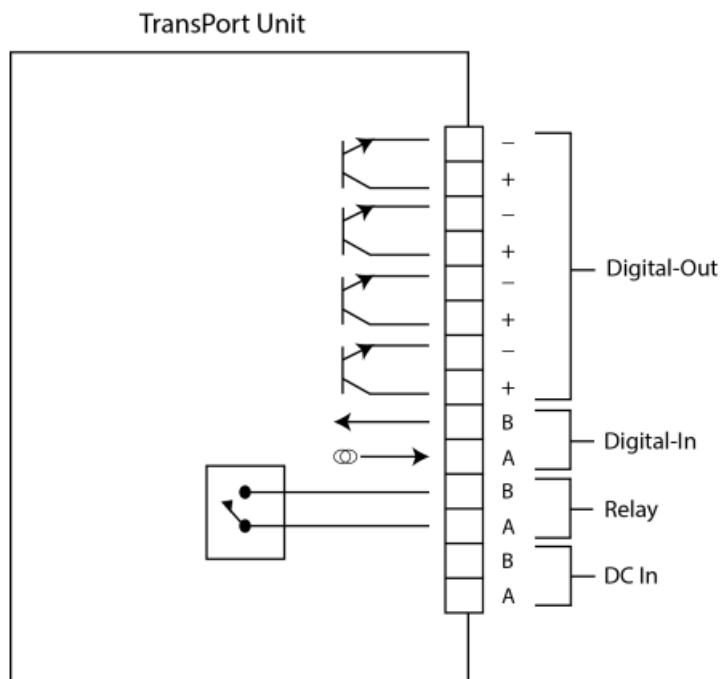 TransPort Unit
–
+
–
+
–
+
–
+
Digital-Out
B
A
Digital-In
B
A
Relay
B
A
DC In